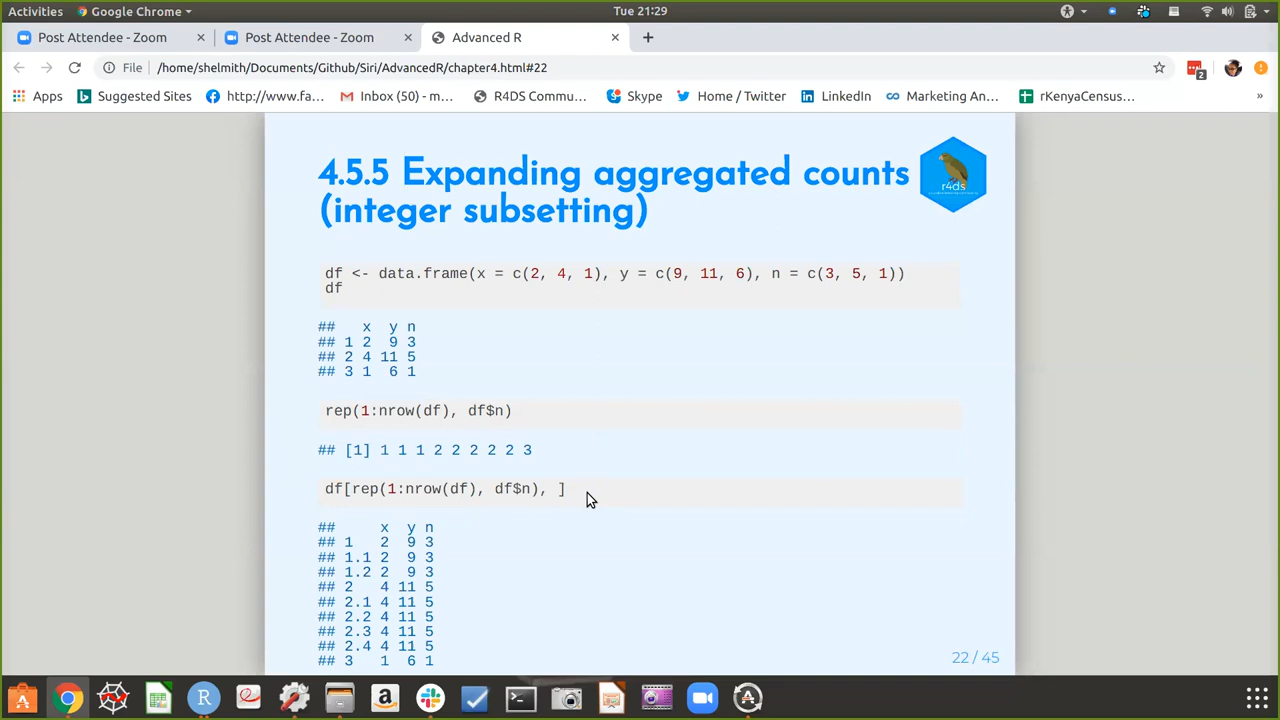 Activities
Google Chrome
Tue 21:29
Post Attendee - Zoom
Post Attendee - Zoom
Advanced R
File
/home/shelmith/Documents/Github/Siri/AdvancedR/chapter4.html#22
2
Apps
Suggested Sites
http://www.fa...
Inbox (50) - m...
R4DS Commu...
Skype
Home / Twitter
LinkedIn
Marketing An...
rKenyaCensus...
»
4.5.5 Expanding aggregated counts
(integer subsetting)
r4ds
df <- data.frame(x = c(2, 4, 1), y = c(9, 11, 6), n = c(3, 5, 1))
df
##   x  y n
## 1 2  9 3
## 2 4 11 5
## 3 1  6 1
rep(1:nrow(df), df$n)
## [1] 1 1 1 2 2 2 2 2 3
df[rep(1:nrow(df), df$n), ]
##     x  y n
## 1   2  9 3
## 1.1 2  9 3
## 1.2 2  9 3
## 2   4 11 5
## 2.1 4 11 5
## 2.2 4 11 5
## 2.3 4 11 5
## 2.4 4 11 5
## 3   1  6 1
22 / 45